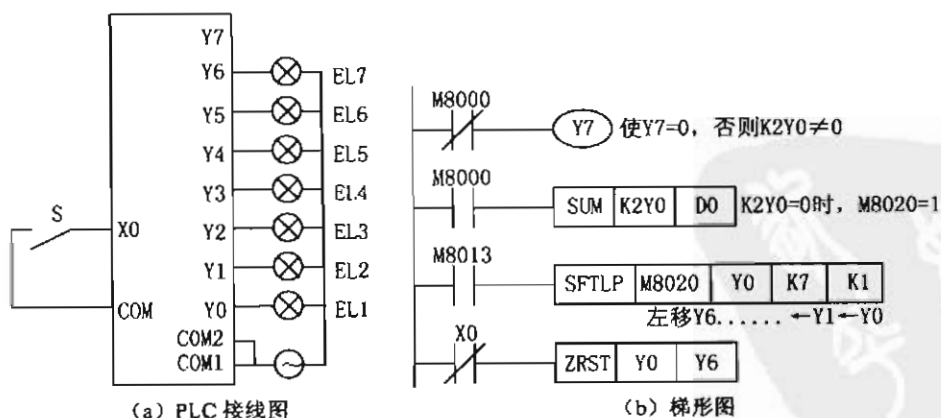 Y7
Y6
EL7
Y5
EL6
Y4
EL5
Y3
EL4
S
X0
Y2
EL3
Y1
EL2
COM
Y0
EL1
COM2
COM1
(a) PLC接线图
M8000
Y7 使Y7=0，否则K2Y0≠0
M8000
SUM K2Y0 D0 K2Y0=0时，M8020=1
M8013
SFTLP M8020 Y0 K7 K1
左移Y6......←Y1←Y0
X0
ZRST Y0 Y6
(b) 梯形图